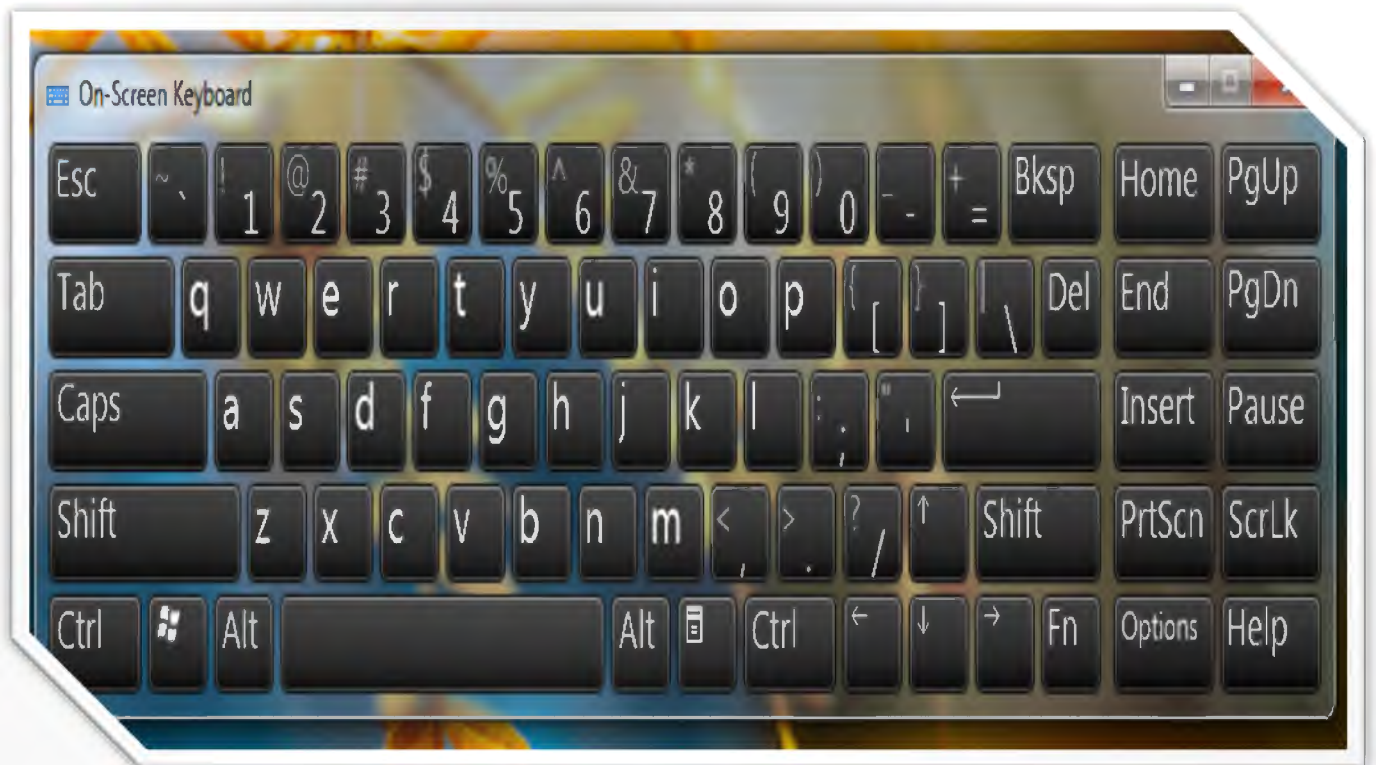 On-Screen Keyboard
Esc ~ ` ! 1 @ 2 # 3 $ 4 % 5 ^ 6 & 7 * 8 ( 9 ) 0 _ - + = Bksp Home PgUp
Tab q w e r t y u i o p { [ } ] | \ Del End PgDn
Caps a s d f g h j k l : ; " ' ← Insert Pause
Shift z x c v b n m < , > . ? / ↑ Shift PrtScn ScrLk
Ctrl Alt Alt Ctrl ← ↓ → Fn Options Help